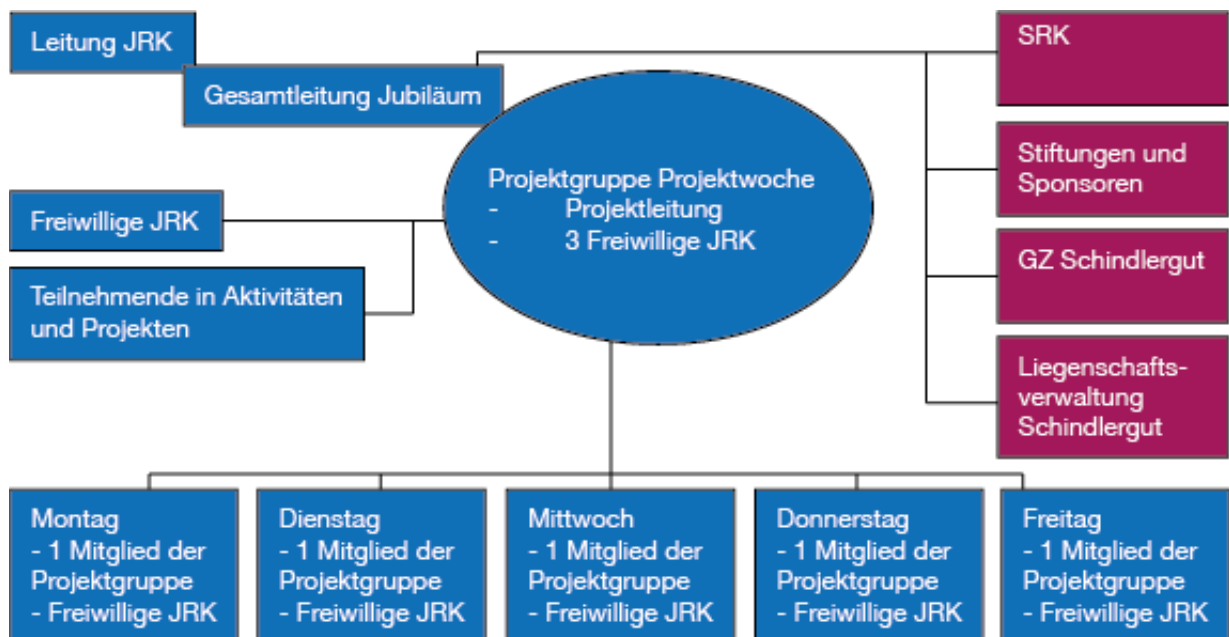 Leitung JRK
Gesamtleitung Jubiläum
SRK
Projektgruppe Projektwoche
- Projektleitung
- 3 Freiwillige JRK
Stiftungen und
Sponsoren
Freiwillige JRK
GZ Schindlergut
Teilnehmende in Aktivitäten
und Projekten
Liegenschafts-
verwaltung
Schindlergut
Montag
- 1 Mitglied der
Projektgruppe
- Freiwillige JRK
Dienstag
- 1 Mitglied der
Projektgruppe
- Freiwillige JRK
Mittwoch
- 1 Mitglied der
Projektgruppe
- Freiwillige JRK
Donnerstag
- 1 Mitglied der
Projektgruppe
- Freiwillige JRK
Freitag
- 1 Mitglied der
Projektgruppe
- Freiwillige JRK